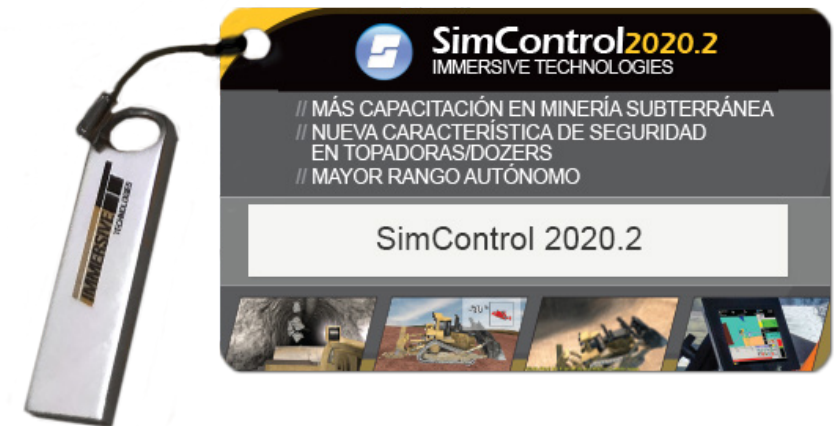 SimControl2020.2
IMMERSIVE TECHNOLOGIES
// MÁS CAPACITACIÓN EN MINERÍA SUBTERRÁNEA
// NUEVA CARACTERÍSTICA DE SEGURIDAD
EN TOPADORAS/DOZERS
// MAYOR RANGO AUTÓNOMO
SimControl 2020.2
IMMERSIVE
TECHNOLOGIES